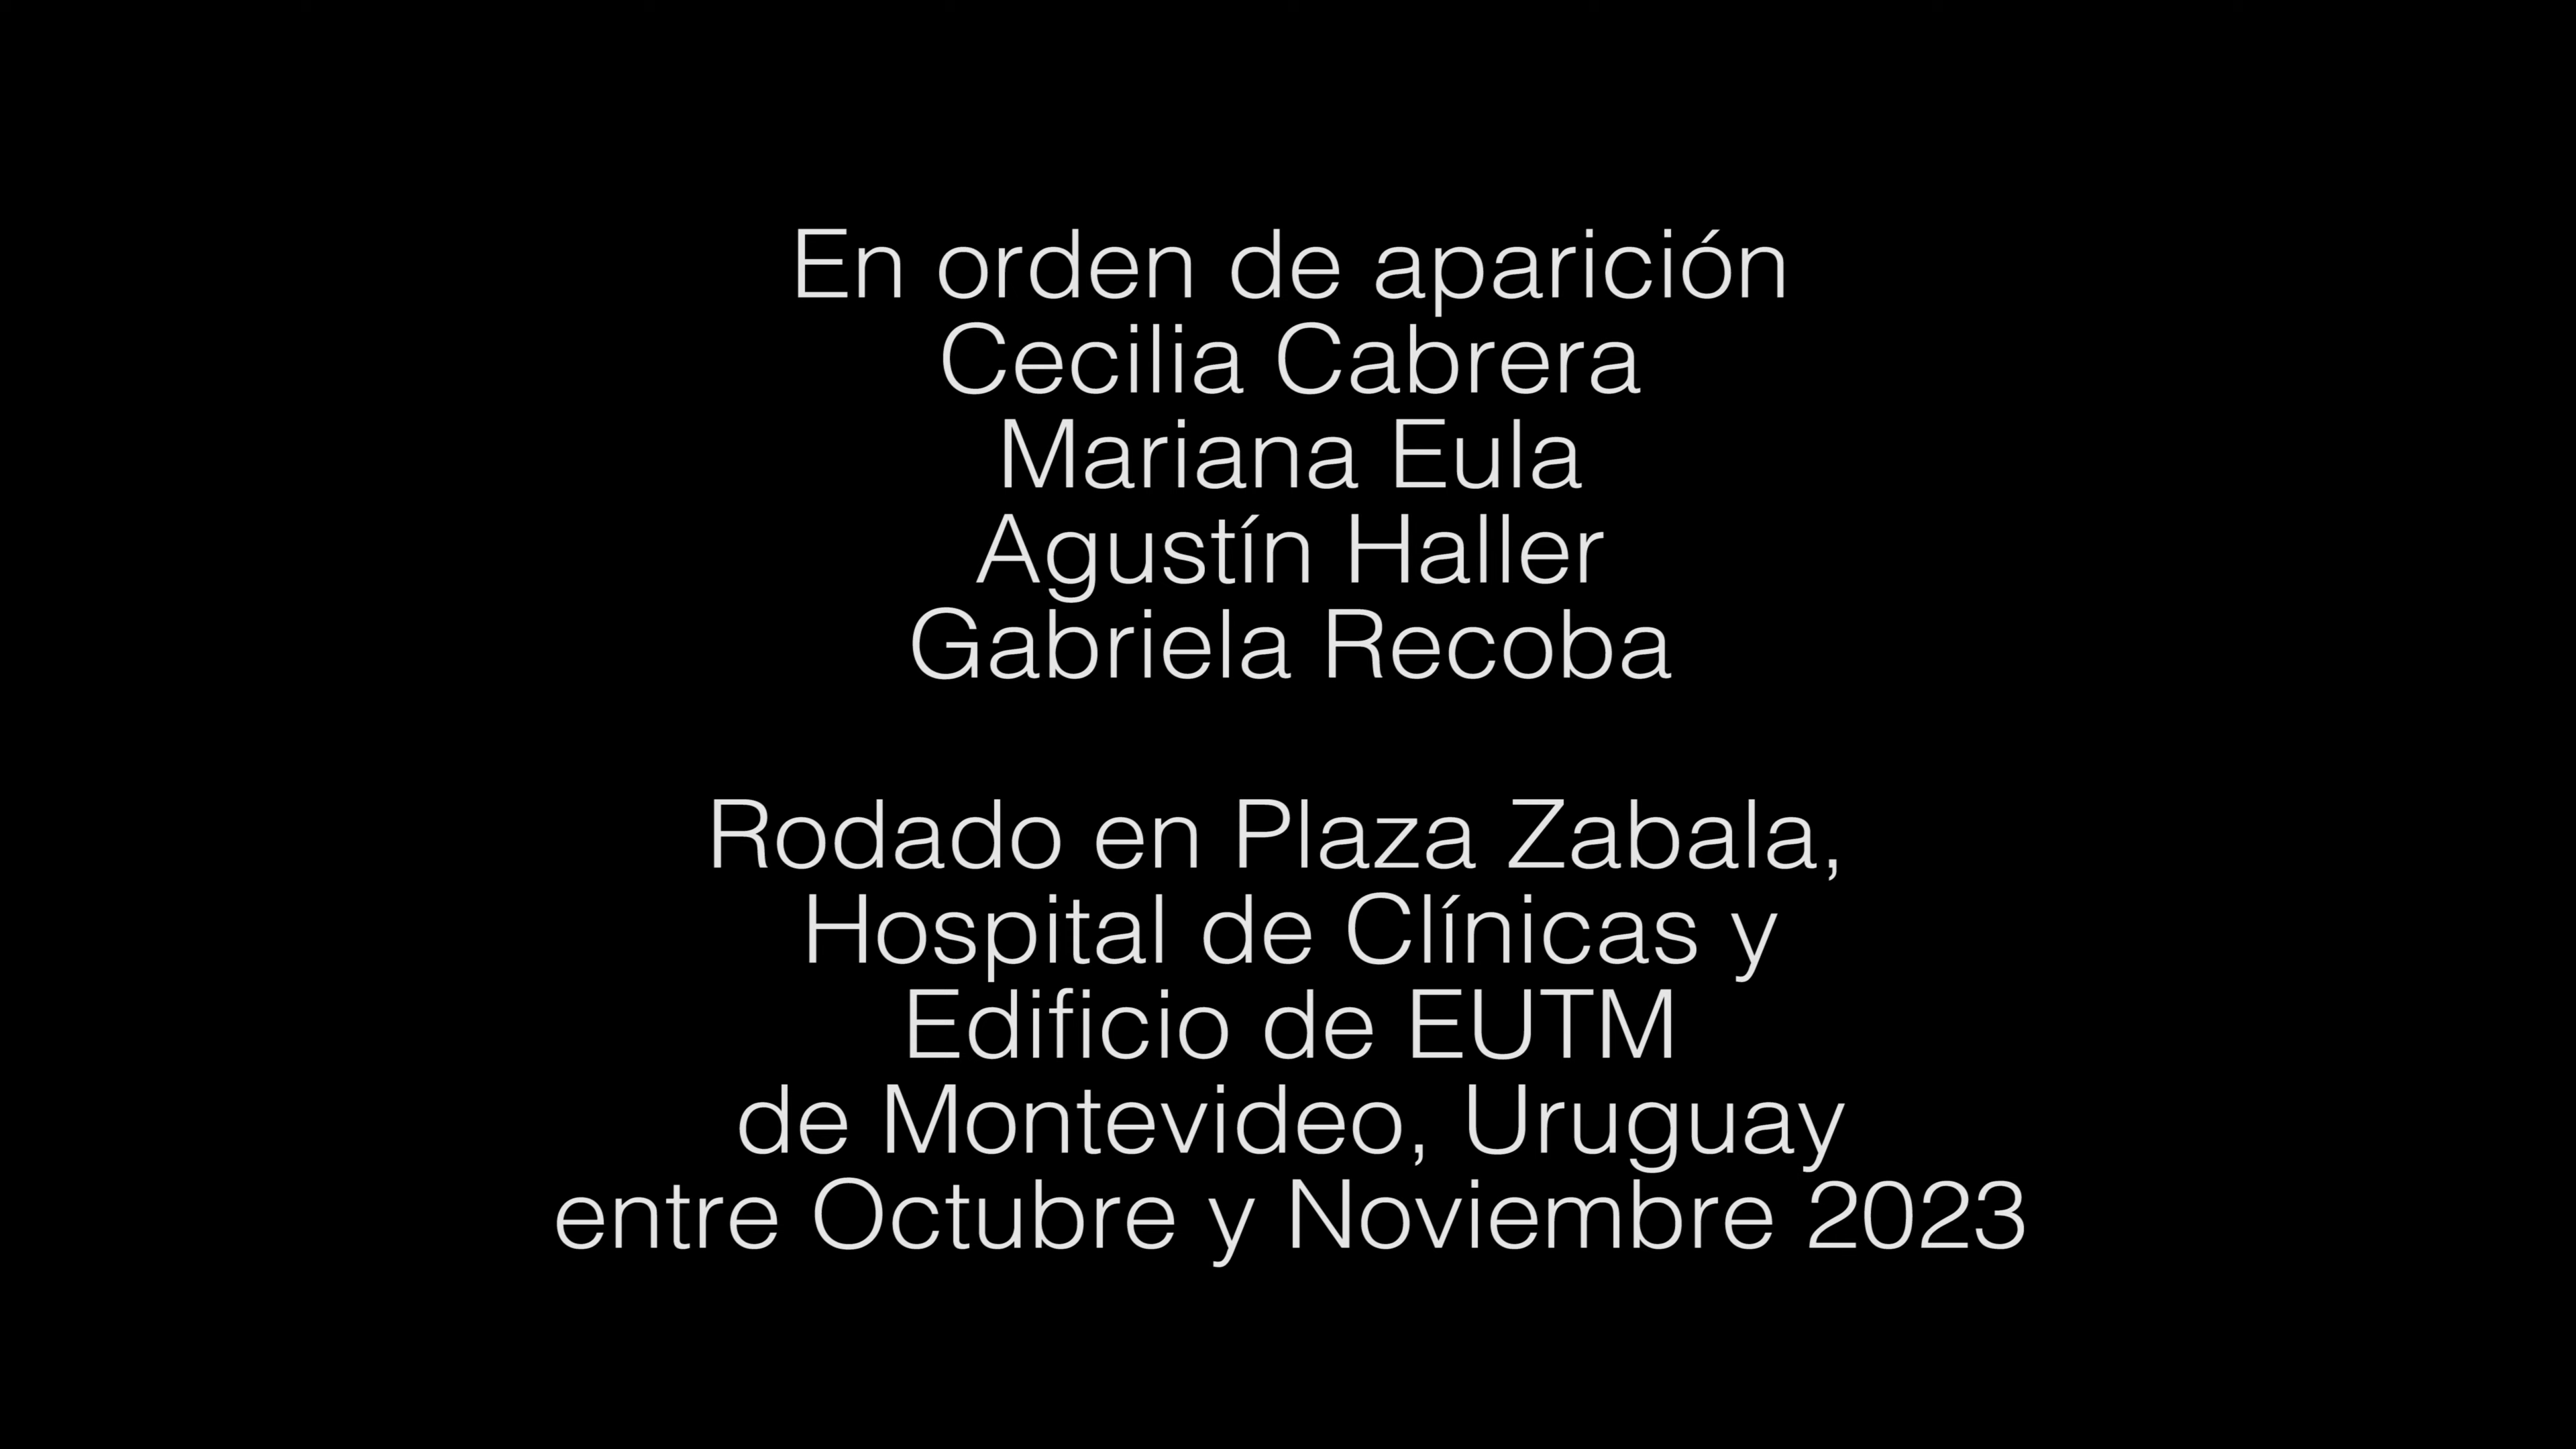 En orden de aparición
Cecilia Cabrera
Mariana Eula
Agustín Haller
Gabriela Recoba
Rodado en Plaza Zabala,
Hospital de Clínicas y
Edificio de EUTM
de Montevideo, Uruguay
entre Octubre y Noviembre 2023